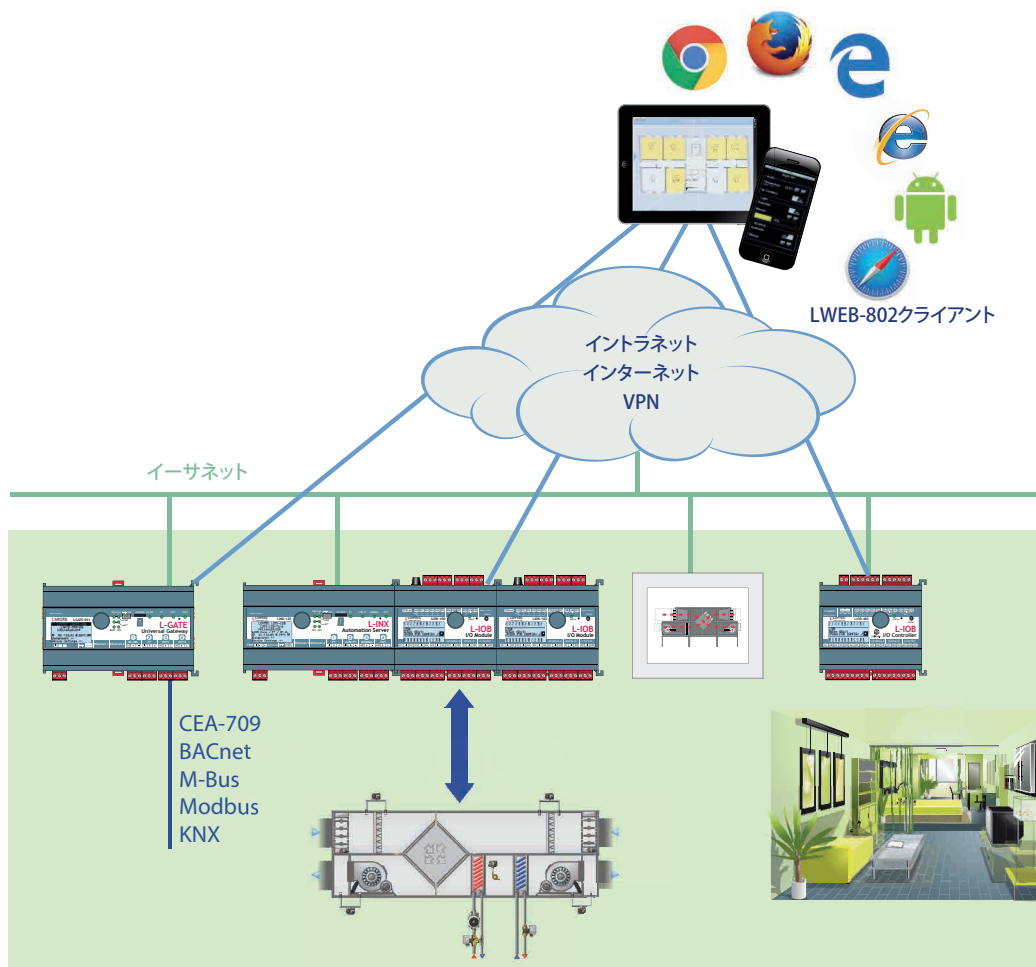 LWEB-802クライアント
イントラネット
インターネット
VPN
イーサネット
L-GATE
Universal Gateway
L-INX
Automation Server
L-IOB
I/O Module
L-IOB
I/O Module
L-IOB
I/O Controller
CEA-709
BACnet
M-Bus
Modbus
KNX